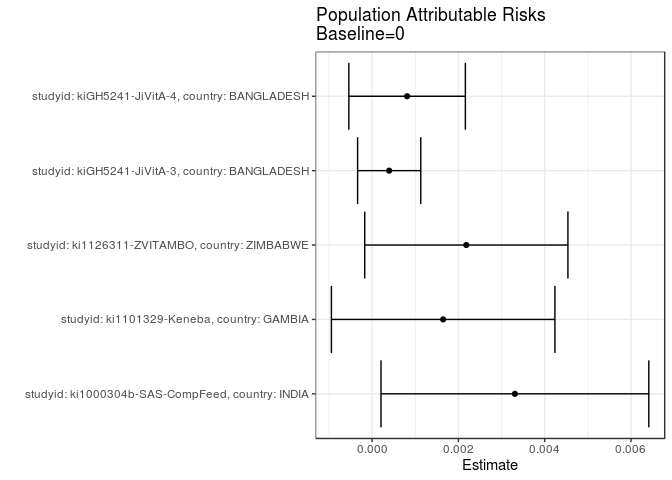 Population Attributable Risks
Baseline=0
studyid: kiGH5241-JiVitA-4, country: BANGLADESH
studyid: kiGH5241-JiVitA-3, country: BANGLADESH
studyid: ki1126311-ZVITAMBO, country: ZIMBABWE
studyid: ki1101329-Keneba, country: GAMBIA
studyid: ki1000304b-SAS-CompFeed, country: INDIA
0.000 0.002 0.004 0.006
Estimate